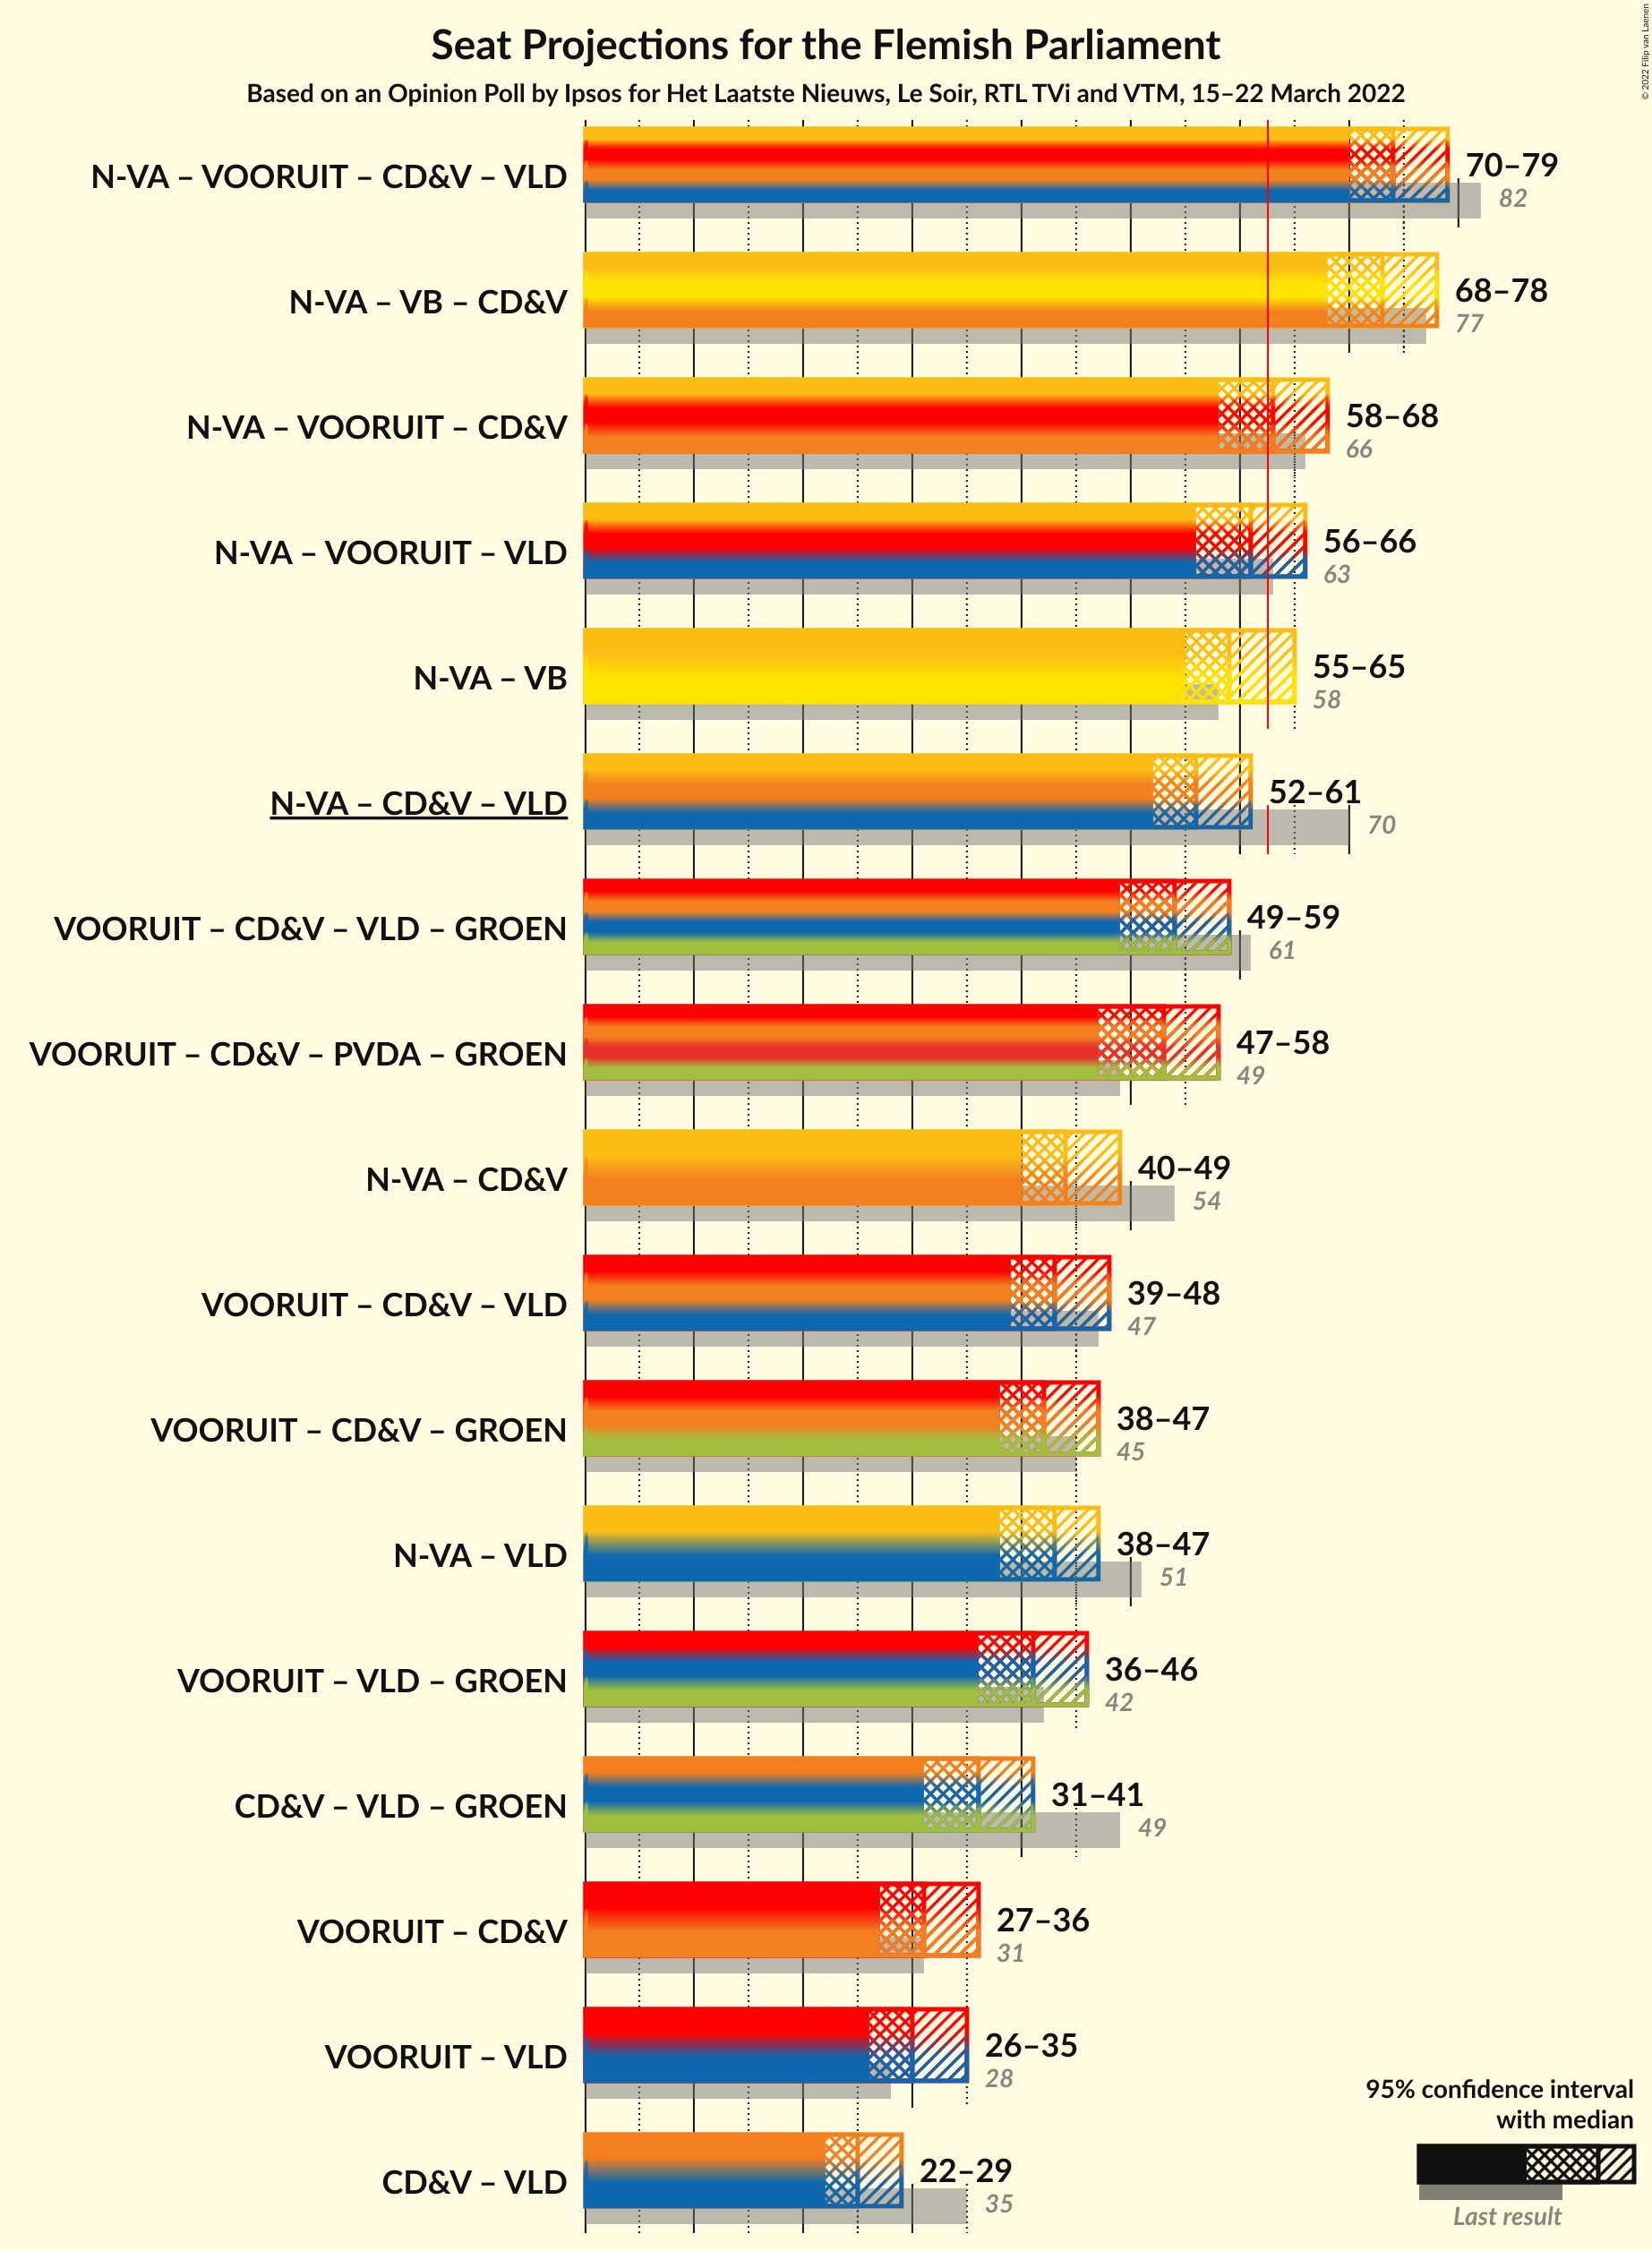 Seat Projections for the Flemish Parliament
Based on an Opinion Poll by Ipsos for Het Laatste Nieuws, Le Soir, RTL TVi and VTM, 15–22 March 2022
© 2022 Filip van Laenen
N-VA – VOORUIT – CD&V – VLD
70–79
82
N-VA – VB – CD&V
68–78
77
N-VA – VOORUIT – CD&V
58–68
66
N-VA – VOORUIT – VLD
56–66
63
N-VA – VB
55–65
58
N-VA – CD&V – VLD
52–61
70
VOORUIT – CD&V – VLD – GROEN
49–59
61
VOORUIT – CD&V – PVDA – GROEN
47–58
49
N-VA – CD&V
40–49
54
VOORUIT – CD&V – VLD
39–48
47
VOORUIT – CD&V – GROEN
38–47
45
N-VA – VLD
38–47
51
VOORUIT – VLD – GROEN
36–46
42
CD&V – VLD – GROEN
31–41
49
VOORUIT – CD&V
27–36
31
VOORUIT – VLD
26–35
28
CD&V – VLD
22–29
35
95% confidence interval
with median
Last result